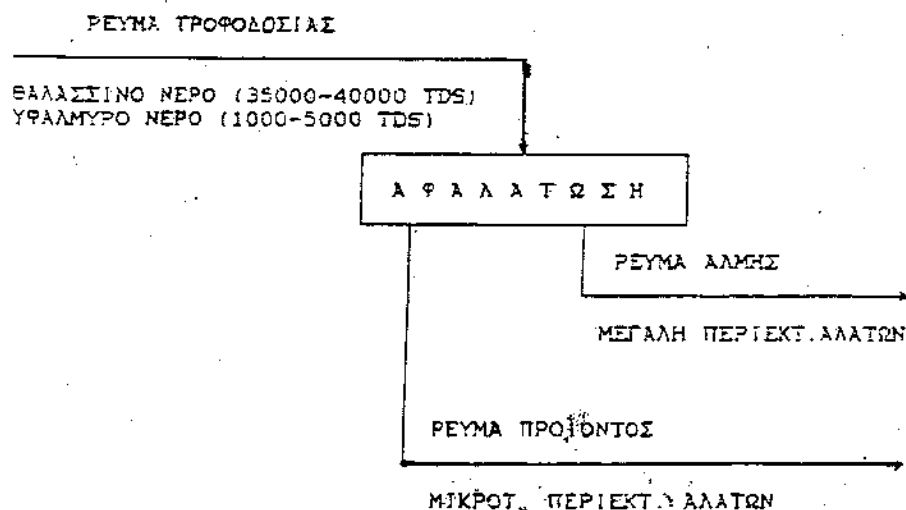 ΡΕΥΜΑ ΤΡΟΦΟΔΟΣΙΑΣ
ΘΑΛΑΣΣΙΝΟ ΝΕΡΟ (35000-40000 TDS)
ΥΦΑΛΜΥΡΟ ΝΕΡΟ (1000-5000 TDS)
Α Φ Α Λ Α Τ Ω Σ Η
ΡΕΥΜΑ ΑΛΜΗΣ
ΜΕΓΑΛΗ ΠΕΡΙΕΚΤ.ΑΛΑΤΩΝ
ΡΕΥΜΑ ΠΡΟΪΟΝΤΟΣ
ΜΙΚΡΟΤ. ΠΕΡΙΕΚΤ. ΑΛΑΤΩΝ